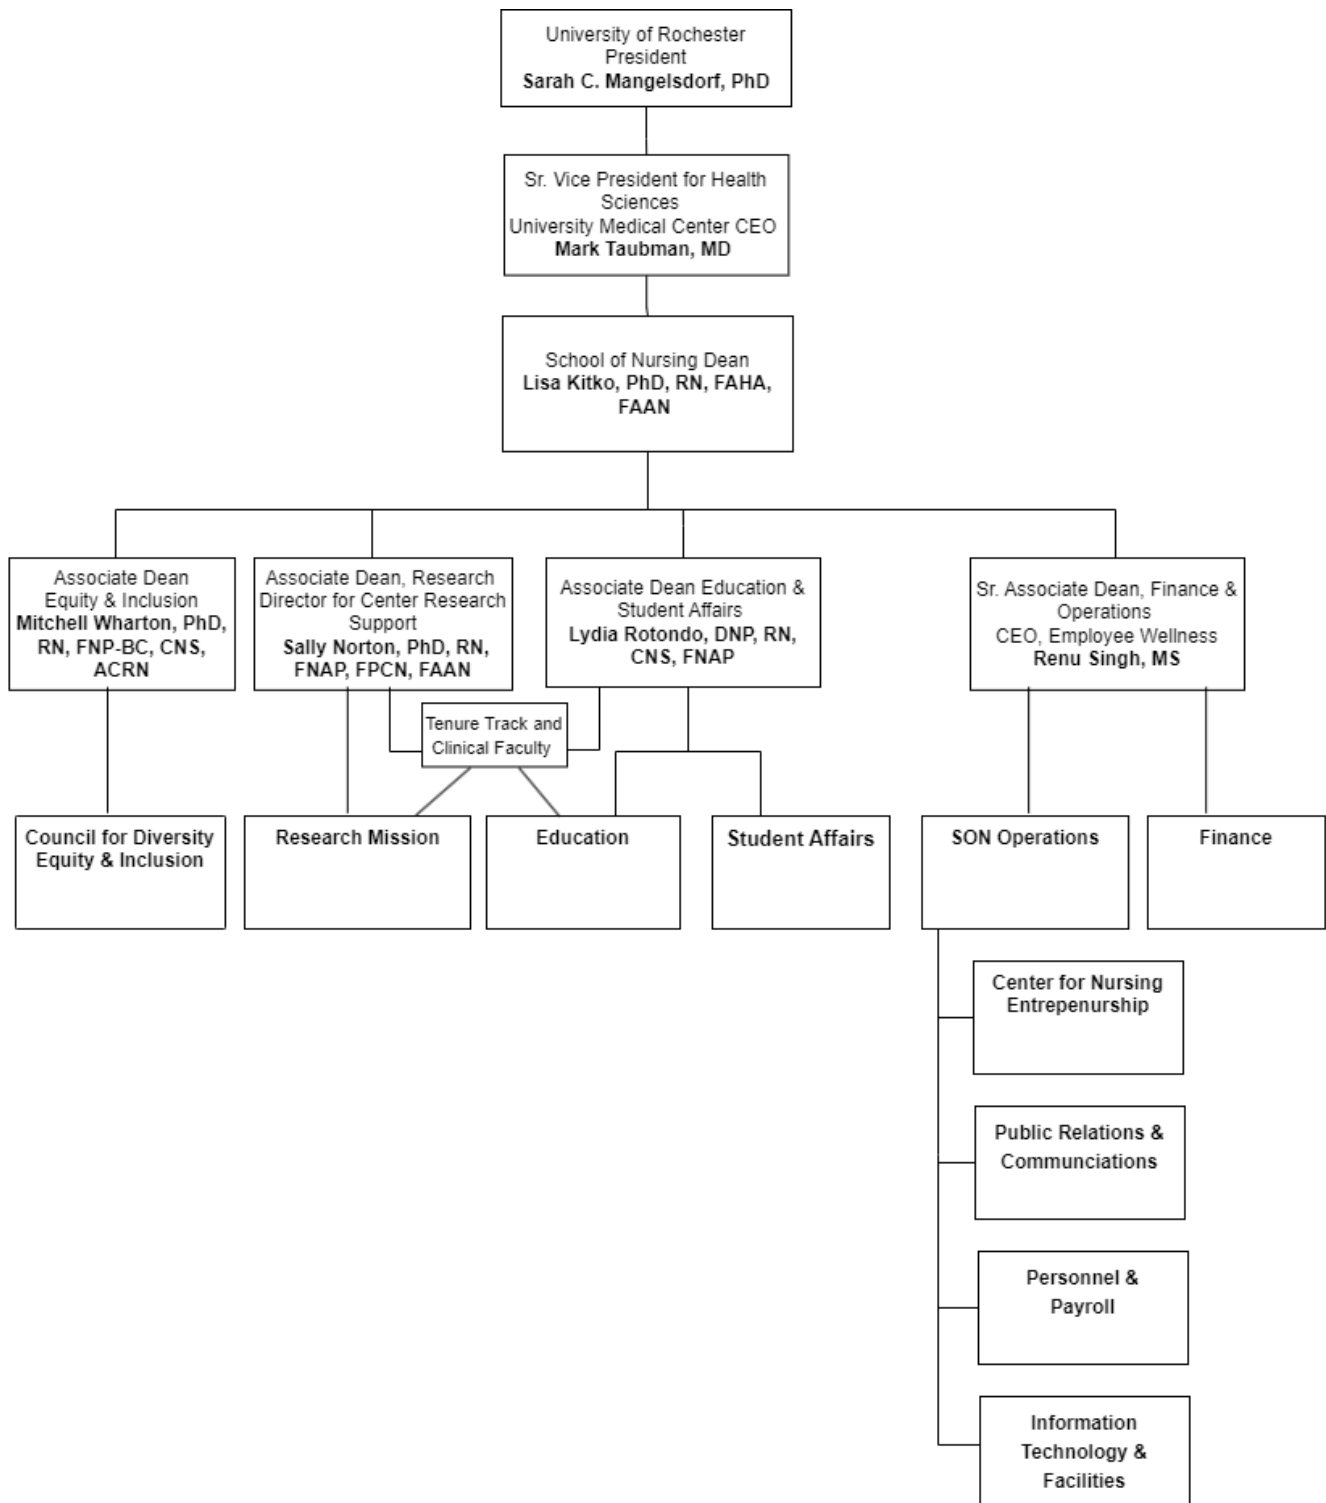 University of Rochester
President
Sarah C. Mangelsdorf, PhD
Sr. Vice President for Health
Sciences
University Medical Center CEO
Mark Taubman, MD
School of Nursing Dean
Lisa Kitko, PhD, RN, FAHA,
FAAN
Associate Dean
Equity & Inclusion
Mitchell Wharton, PhD,
RN, FNP-BC, CNS,
ACRN
Associate Dean, Research
Director for Center Research
Support
Sally Norton, PhD, RN,
FNAP, FPCN, FAAN
Associate Dean Education &
Student Affairs
Lydia Rotondo, DNP, RN,
CNS, FNAP
Sr. Associate Dean, Finance &
Operations
CEO, Employee Wellness
Renu Singh, MS
Tenure Track and
Clinical Faculty
Council for Diversity
Equity & Inclusion
Research Mission
Education
Student Affairs
SON Operations
Finance
Center for Nursing
Entrepenurship
Public Relations &
Communciations
Personnel &
Payroll
Information
Technology &
Facilities